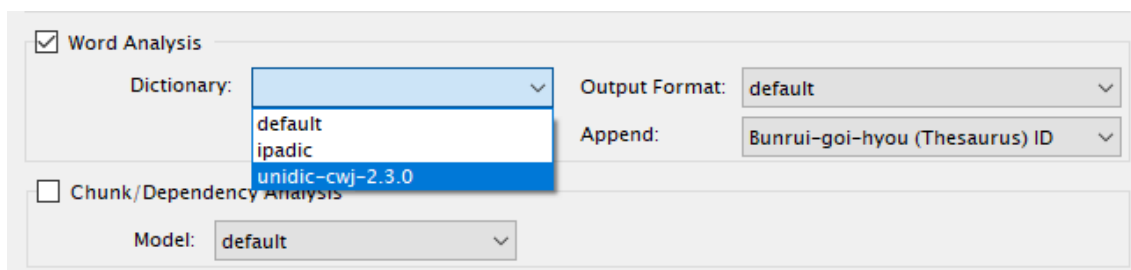 Word Analysis
Dictionary:
Output Format: default
default
ipadic
unidic-cwj-2.3.0
Append: Bunrui-goi-hyou (Thesaurus) ID
Chunk/Dependency Analysis
Model: default